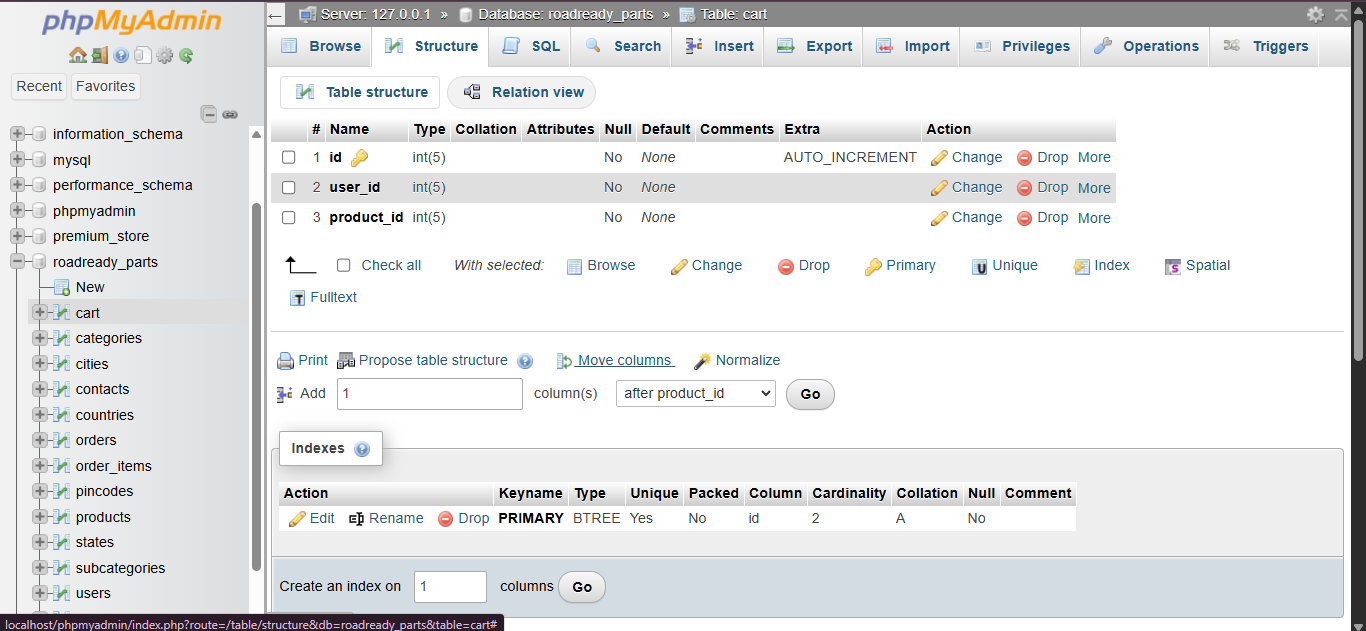 phpMyAdmin
Recent Favorites
information_schema
mysql
performance_schema
phpmyadmin
premium_store
roadready_parts
New
cart
categories
cities
contacts
countries
orders
order_items
pincodes
products
states
subcategories
users
Server: 127.0.0.1 » Database: roadready_parts » Table: cart
Browse Structure SQL Search Insert Export Import Privileges Operations Triggers
Table structure Relation view
# Name Type Collation Attributes Null Default Comments Extra Action
1 id int(5) No None AUTO_INCREMENT Change Drop More
2 user_id int(5) No None Change Drop More
3 product_id int(5) No None Change Drop More
Check all With selected: Browse Change Drop Primary Unique Index Spatial
Fulltext
Print Propose table structure Move columns Normalize
Add 1 column(s) after product_id Go
Indexes
Action Keyname Type Unique Packed Column Cardinality Collation Null Comment
Edit Rename Drop PRIMARY BTREE Yes No id 2 A No
Create an index on 1 columns Go
localhost/phpmyadmin/index.php?route=/table/structure&db=roadready_parts&table=cart#